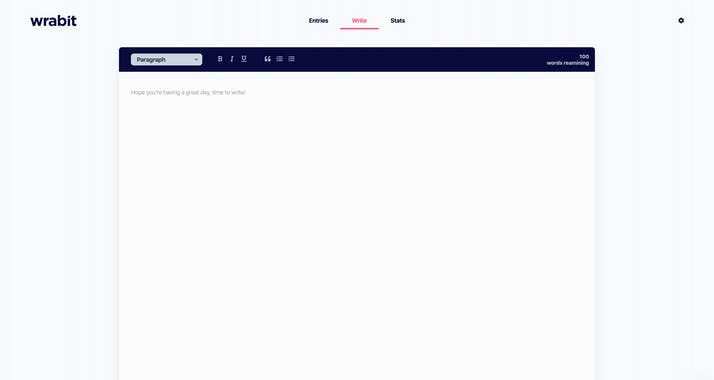 wrabit
Entries Write Stats
Paragraph B I U
100
words reamining
Hope you're having a great day, time to write!